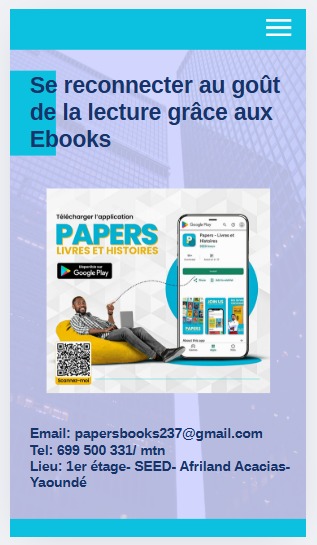 Se reconnecter au goût
de la lecture grâce aux
Ebooks
Télécharger l'application
PAPERS
LIVRES ET HISTOIRES
Disponible sur
Google Play
Google Play
Papers - Livres et
Histoires
Scannez-moi
Email: papersbooks237@gmail.com
Tel: 699 500 331/ mtn
Lieu: 1er étage- SEED- Afriland Acacias-
Yaoundé